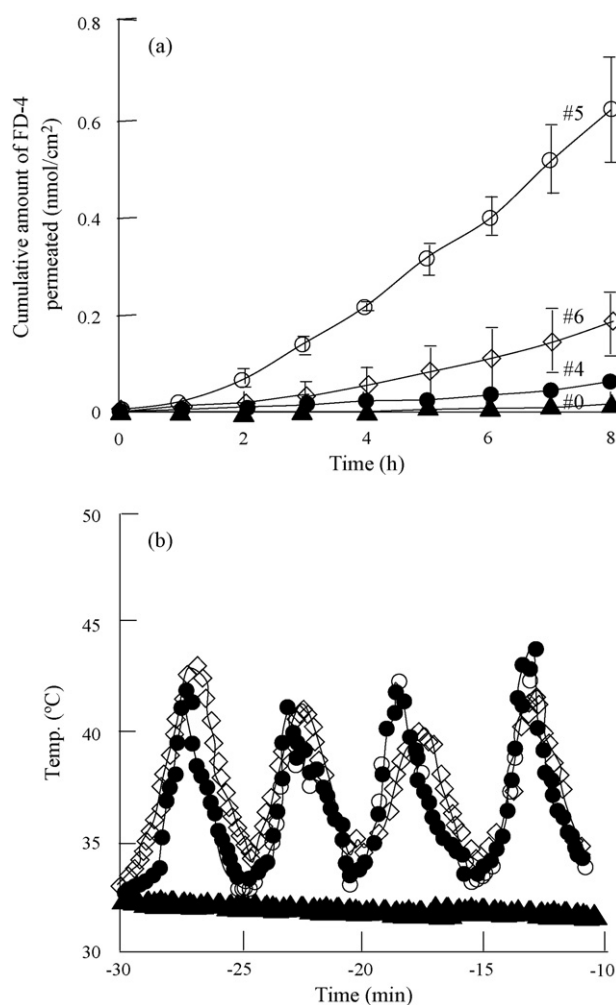 (a)
Cumulative amount of FD-4
permeated (nmol/cm²)
0.8
0.6
0.4
0.2
0
#5
#6
#4
#0
0 2 4 6 8
Time (h)
(b)
Temp. (ºC)
50
45
40
35
30
-30 -25 -20 -15 -10
Time (min)